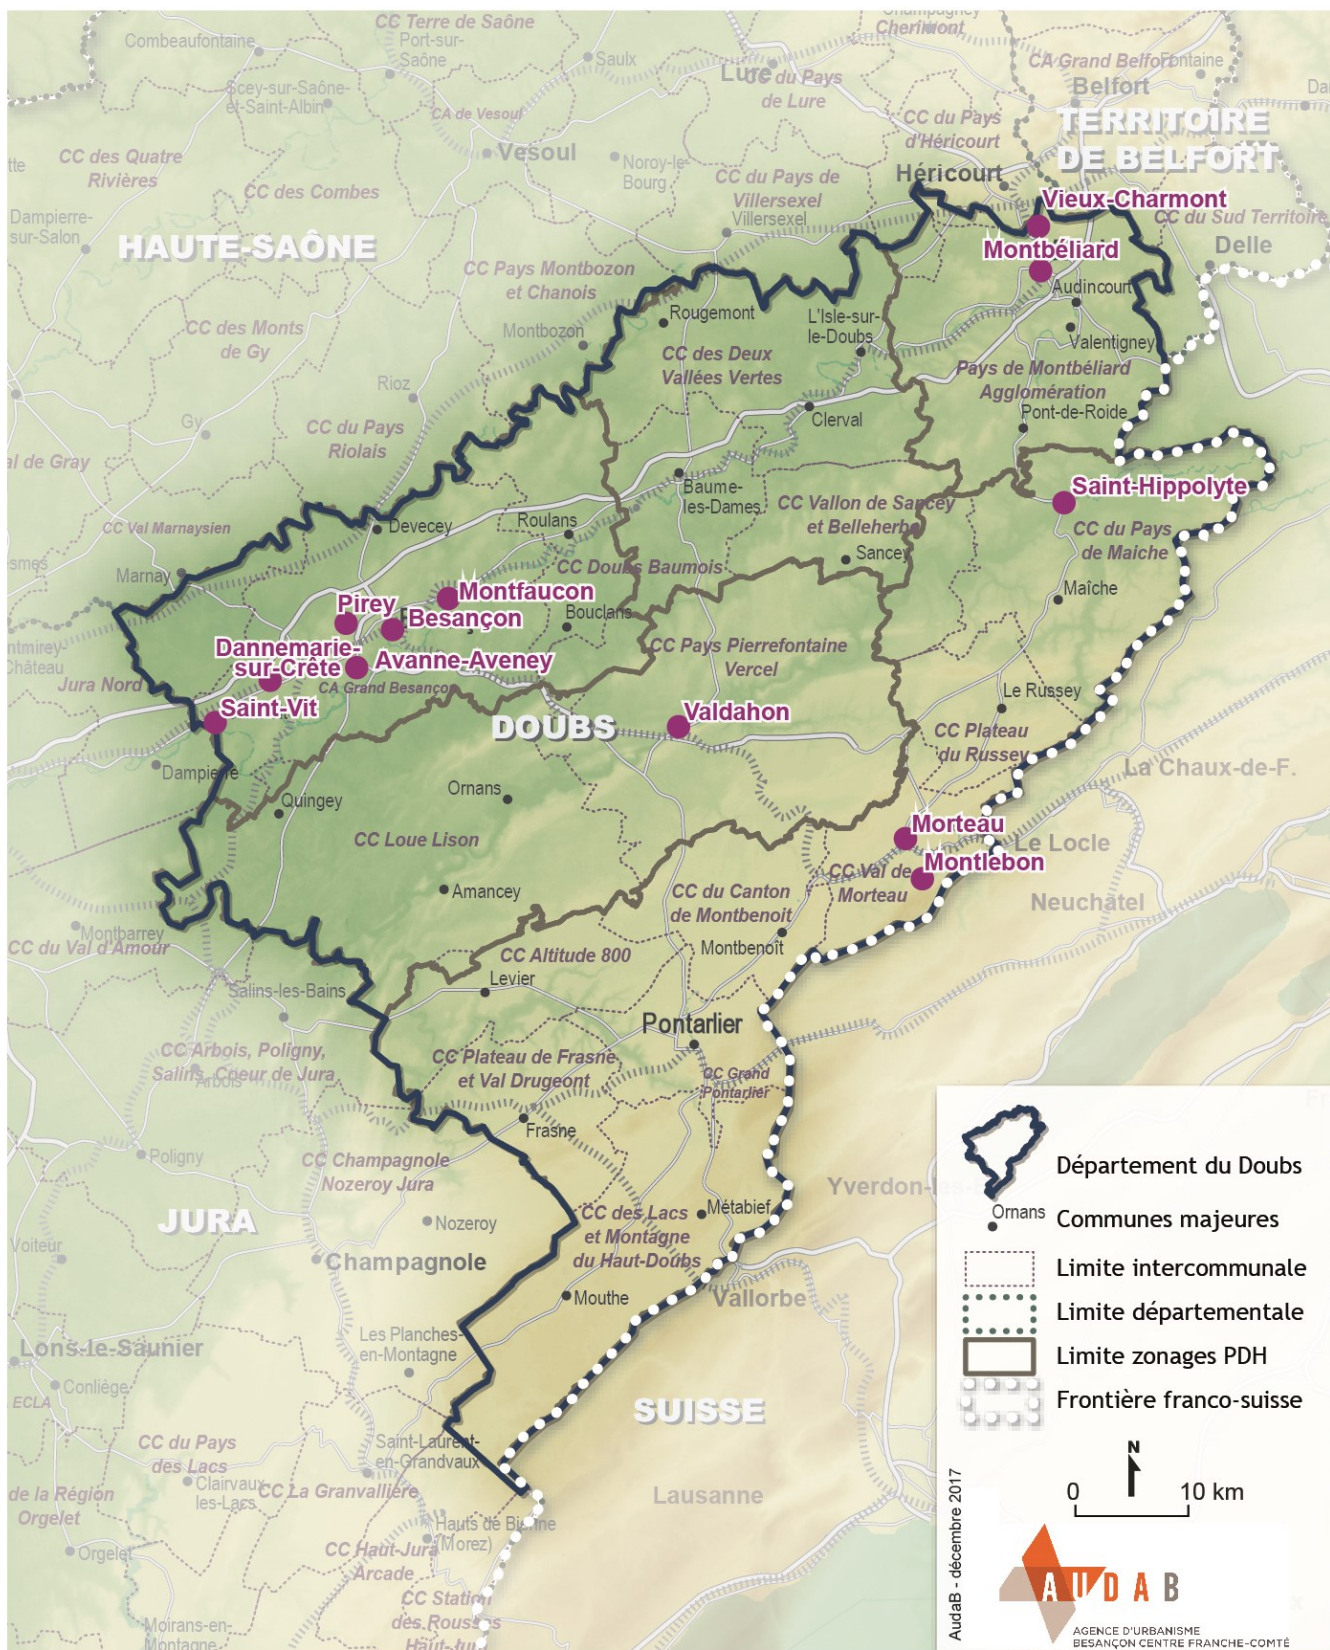 CC Terre de Saône
Champagney
Combeaufontaine
Port-sur-
Saône
Saulx
Lure
CC du Pays
de Lure
CA Grand Belfort
Fontaine
Belfort
Scey-sur-Saône-
et-Saint-Albin
CA de Vesoul
CC du Pays
d'Héricourt
TERRITOIRE
DE BELFORT
CC des Quatre
Rivières
Vesoul
Noroy-le-
Bourg
Héricourt
CC des Combes
CC du Pays de
Villersexel
Vieux-Charmont
Dampierre-
sur-Salon
Villersexel
CC du Sud Territoire
HAUTE-SAÔNE
Montbéliard
Delle
CC Pays Montbozon
et Chanois
Audincourt
Rougemont
L'Isle-sur-
le-Doubs
CC des Monts
de Gy
Montbozon
Valentigney
CC des Deux
Vallées Vertes
Pays de Montbéliard
Agglomération
Rioz
Gy
Clerval
Pont-de-Roide
CC du Pays
Riolais
al de Gray
Baume-
les-Dames
Saint-Hippolyte
CC Vallon de Sancey
et Belleherbe
CC Val Marnaysien
Devecey
Roulans
CC du Pays
de Maiche
Sancey
CC Doubs Baumois
Marnay
Montfaucon
Maîche
Pirey
Besançon
Bouclans
ntmirey-
Château
Dannemarie-
sur-Crête
Avanne-Aveney
CC Pays Pierrefontaine
Vercel
Jura Nord
CA Grand Besançon
Le Russey
Saint-Vit
Valdahon
DOUBS
CC Plateau
du Russey
Dampierre
La Chaux-de-F.
Ornans
Quingey
Morteau
CC Loue Lison
Le Locle
Montlebon
CC Val de
Morteau
Amancey
CC du Canton
de Montbenoit
Neuchâtel
Montbarrey
CC du Val d'Amour
Montbenoît
CC Altitude 800
Levier
Salins-les-Bains
Pontarlier
CC Arbois, Poligny,
Salins, Coeur de Jura
Arbois
CC Plateau de Frasne
et Val Drugeont
CC Grand
Pontarlier
Frasne
Poligny
CC Champagnole
Nozeroy Jura
Département du Doubs
JURA
Nozeroy
CC des Lacs
et Montagne
du Haut-Doubs
Métabief
Ornans
Communes majeures
Voiteur
Champagnole
Limite intercommunale
Mouthe
Vallorbe
Limite départementale
Lons-le-Saunier
Les Planches-
en-Montagne
Limite zonages PDH
Conliège
ECLA
SUISSE
Frontière franco-suisse
CC du Pays
des Lacs
Saint-Laurent-
en-Grandvaux
N
Clairvaux-
les-Lacs
CC La Granvallière
Lausanne
0 10 km
de la Région
Orgelet
Hauts de Bienne
(Morez)
Orgelet
CC Haut-Jura
Arcade
AUDAB
CC Station
des Rousses
Haut-Jura
Moirans-en-
Montagne
AudaB - décembre 2017
AGENCE D'URBANISME
BESANÇON CENTRE FRANCHE-COMTÉ